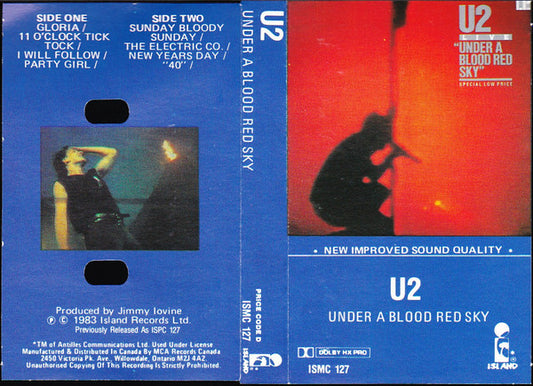 SIDE ONE
GLORIA /
11 O'CLOCK TICK
TOCK /
I WILL FOLLOW /
PARTY GIRL /
SIDE TWO
SUNDAY BLOODY
SUNDAY /
THE ELECTRIC CO. /
NEW YEARS DAY /
"40" /
Produced by Jimmy Iovine
℗ © 1983 Island Records Ltd.
Previously Released As ISPC 127
*TM of Antilles Communications Ltd. Used Under License
Manufactured & Distributed In Canada By MCA Records Canada
2450 Victoria Pk. Ave. Willowdale, Ontario M2J 4A2.
Unauthorised Copying Of This Recording Is Strictly Prohibited.
U2
UNDER A BLOOD RED SKY
PRICE CODE D
ISMC 127
ISLAND
U2
LIVE
"UNDER A
BLOOD RED
SKY"
SPECIAL LOW PRICE
• NEW IMPROVED SOUND QUALITY •
U2
UNDER A BLOOD RED SKY
DOLBY HX PRO
ISMC 127
ISLAND